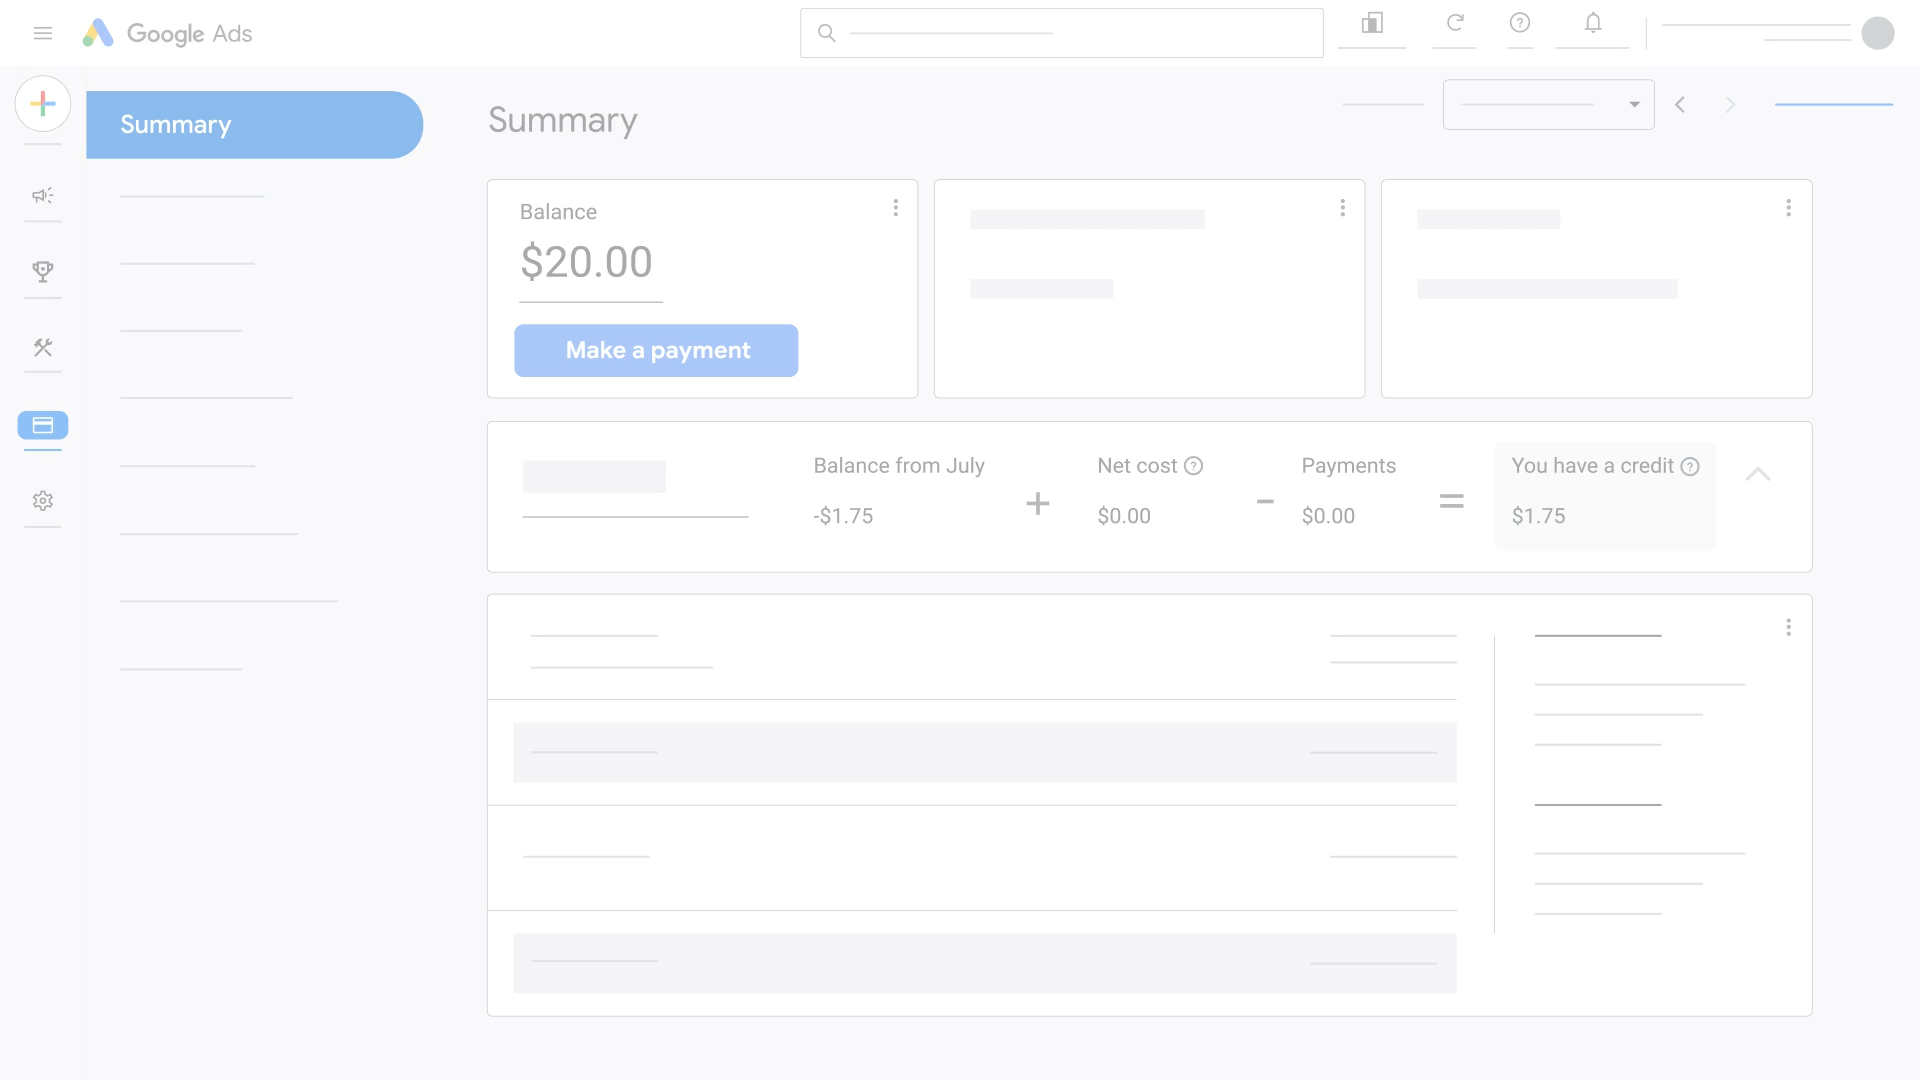 Google Ads
Summary
Summary
Balance
$20.00
Make a payment
Balance from July
-$1.75
+
Net cost
$0.00
-
Payments
$0.00
=
You have a credit
$1.75